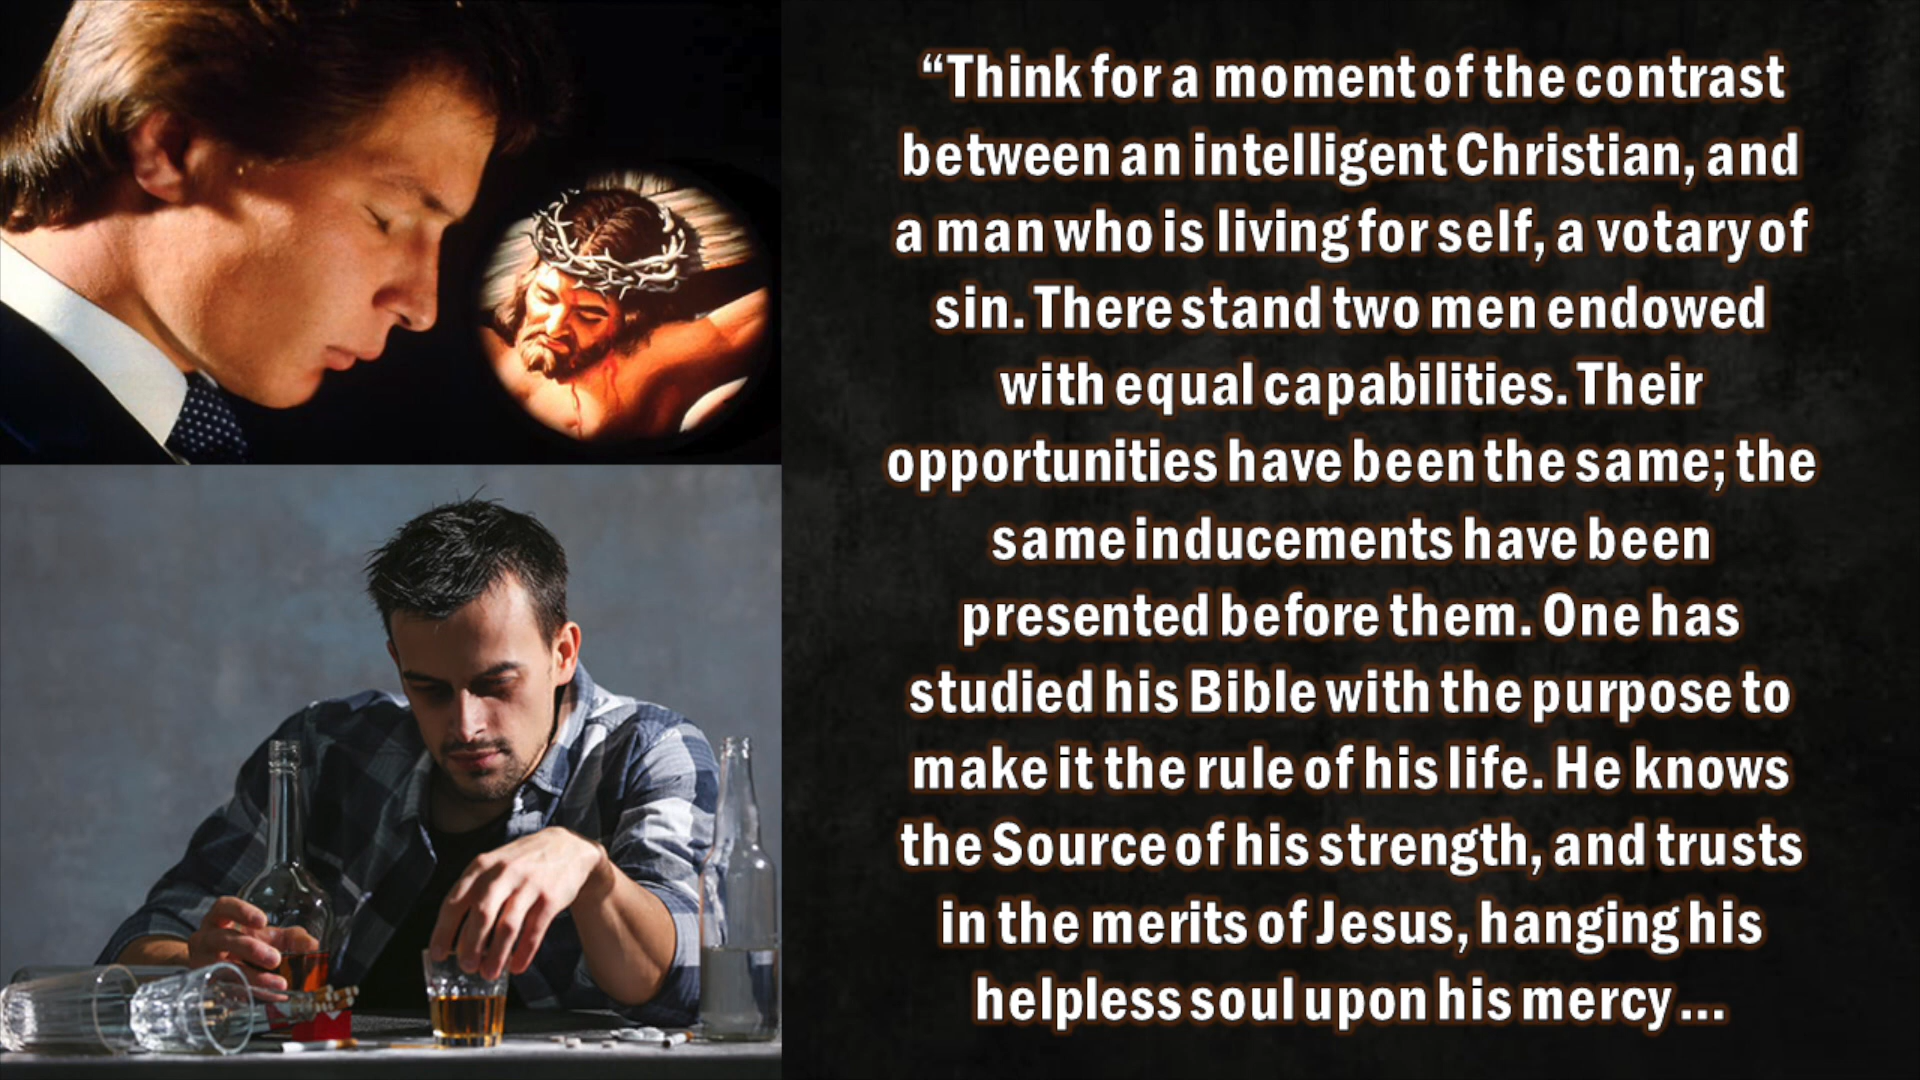 “Think for a moment of the contrast
between an intelligent Christian, and
a man who is living for self, a votary of
sin. There stand two men endowed
with equal capabilities. Their
opportunities have been the same; the
same inducements have been
presented before them. One has
studied his Bible with the purpose to
make it the rule of his life. He knows
the Source of his strength, and trusts
in the merits of Jesus, hanging his
helpless soul upon his mercy ...